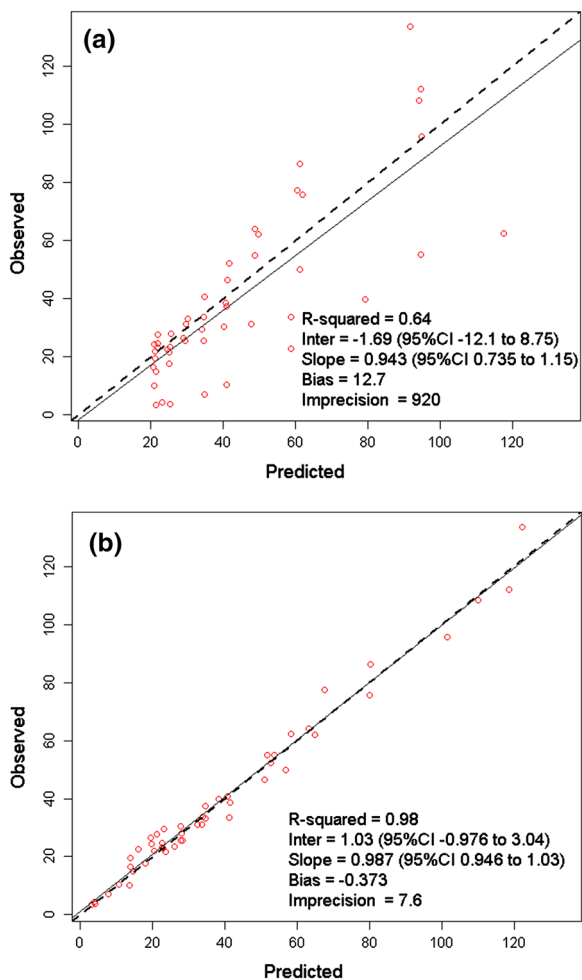 (a)
120
100
80
60
40
20
0
Observed
R-squared = 0.64
Inter = -1.69 (95%CI -12.1 to 8.75)
Slope = 0.943 (95%CI 0.735 to 1.15)
Bias = 12.7
Imprecision = 920
0 20 40 60 80 100 120
Predicted
(b)
120
100
80
60
40
20
0
Observed
R-squared = 0.98
Inter = 1.03 (95%CI -0.976 to 3.04)
Slope = 0.987 (95%CI 0.946 to 1.03)
Bias = -0.373
Imprecision = 7.6
0 20 40 60 80 100 120
Predicted